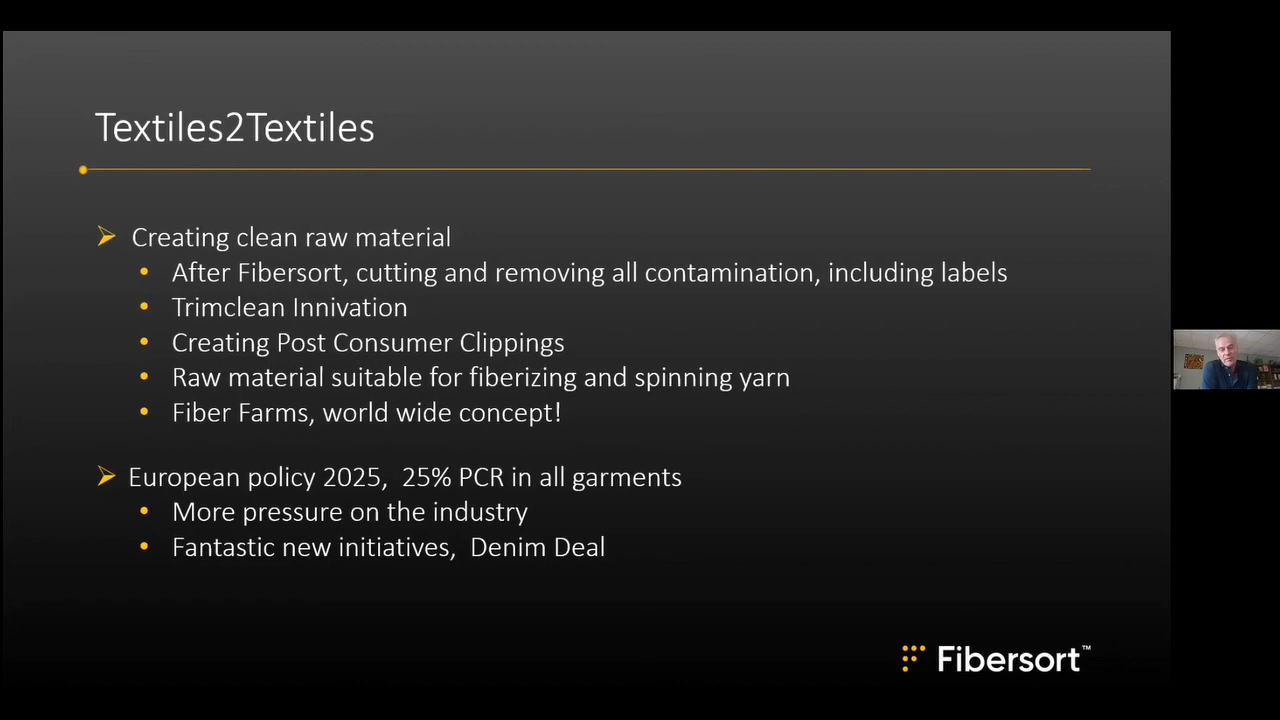 Textiles2Textiles
Creating clean raw material
After Fibersort, cutting and removing all contamination, including labels
Trimclean Innivation
Creating Post Consumer Clippings
Raw material suitable for fiberizing and spinning yarn
Fiber Farms, world wide concept!
European policy 2025, 25% PCR in all garments
More pressure on the industry
Fantastic new initiatives, Denim Deal
Fibersort™